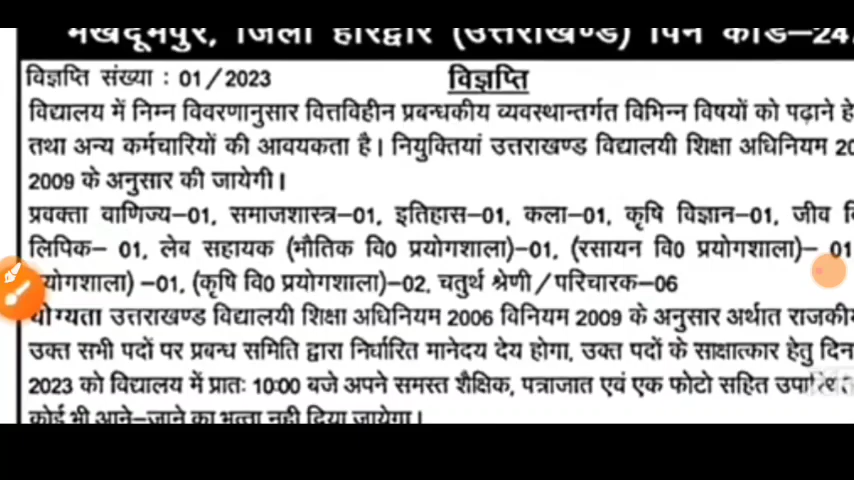 मखदूमपुर, जिला हरिद्वार (उत्तराखण्ड) पिन कोड–24
विज्ञप्ति संख्या : 01/2023 विज्ञप्ति
विद्यालय में निम्न विवरणानुसार वित्तविहीन प्रबन्धकीय व्यवस्थान्तर्गत विभिन्न विषयों को पढ़ाने हे
तथा अन्य कर्मचारियों की आवयकता है। नियुक्तियां उत्तराखण्ड विद्यालयी शिक्षा अधिनियम 20
2009 के अनुसार की जायेगी।
प्रवक्ता वाणिज्य–01, समाजशास्त्र–01, इतिहास–01, कला–01, कृषि विज्ञान–01, जीव वि
लिपिक– 01, लेब सहायक (भौतिक वि0 प्रयोगशाला)–01, (रसायन वि0 प्रयोगशाला)– 01
योगशाला) –01, (कृषि वि0 प्रयोगशाला)–02, चतुर्थ श्रेणी/परिचारक–06
योग्यता उत्तराखण्ड विद्यालयी शिक्षा अधिनियम 2006 विनियम 2009 के अनुसार अर्थात राजकी
उक्त सभी पदों पर प्रबन्ध समिति द्वारा निर्धारित मानेदय देय होगा, उक्त पदों के साक्षात्कार हेतु दिन
2023 को विद्यालय में प्रातः 10:00 बजे अपने समस्त शैक्षिक, पत्राजात एवं एक फोटो सहित
कोई भी आने–जाने का भत्ता नही दिया जायेगा।